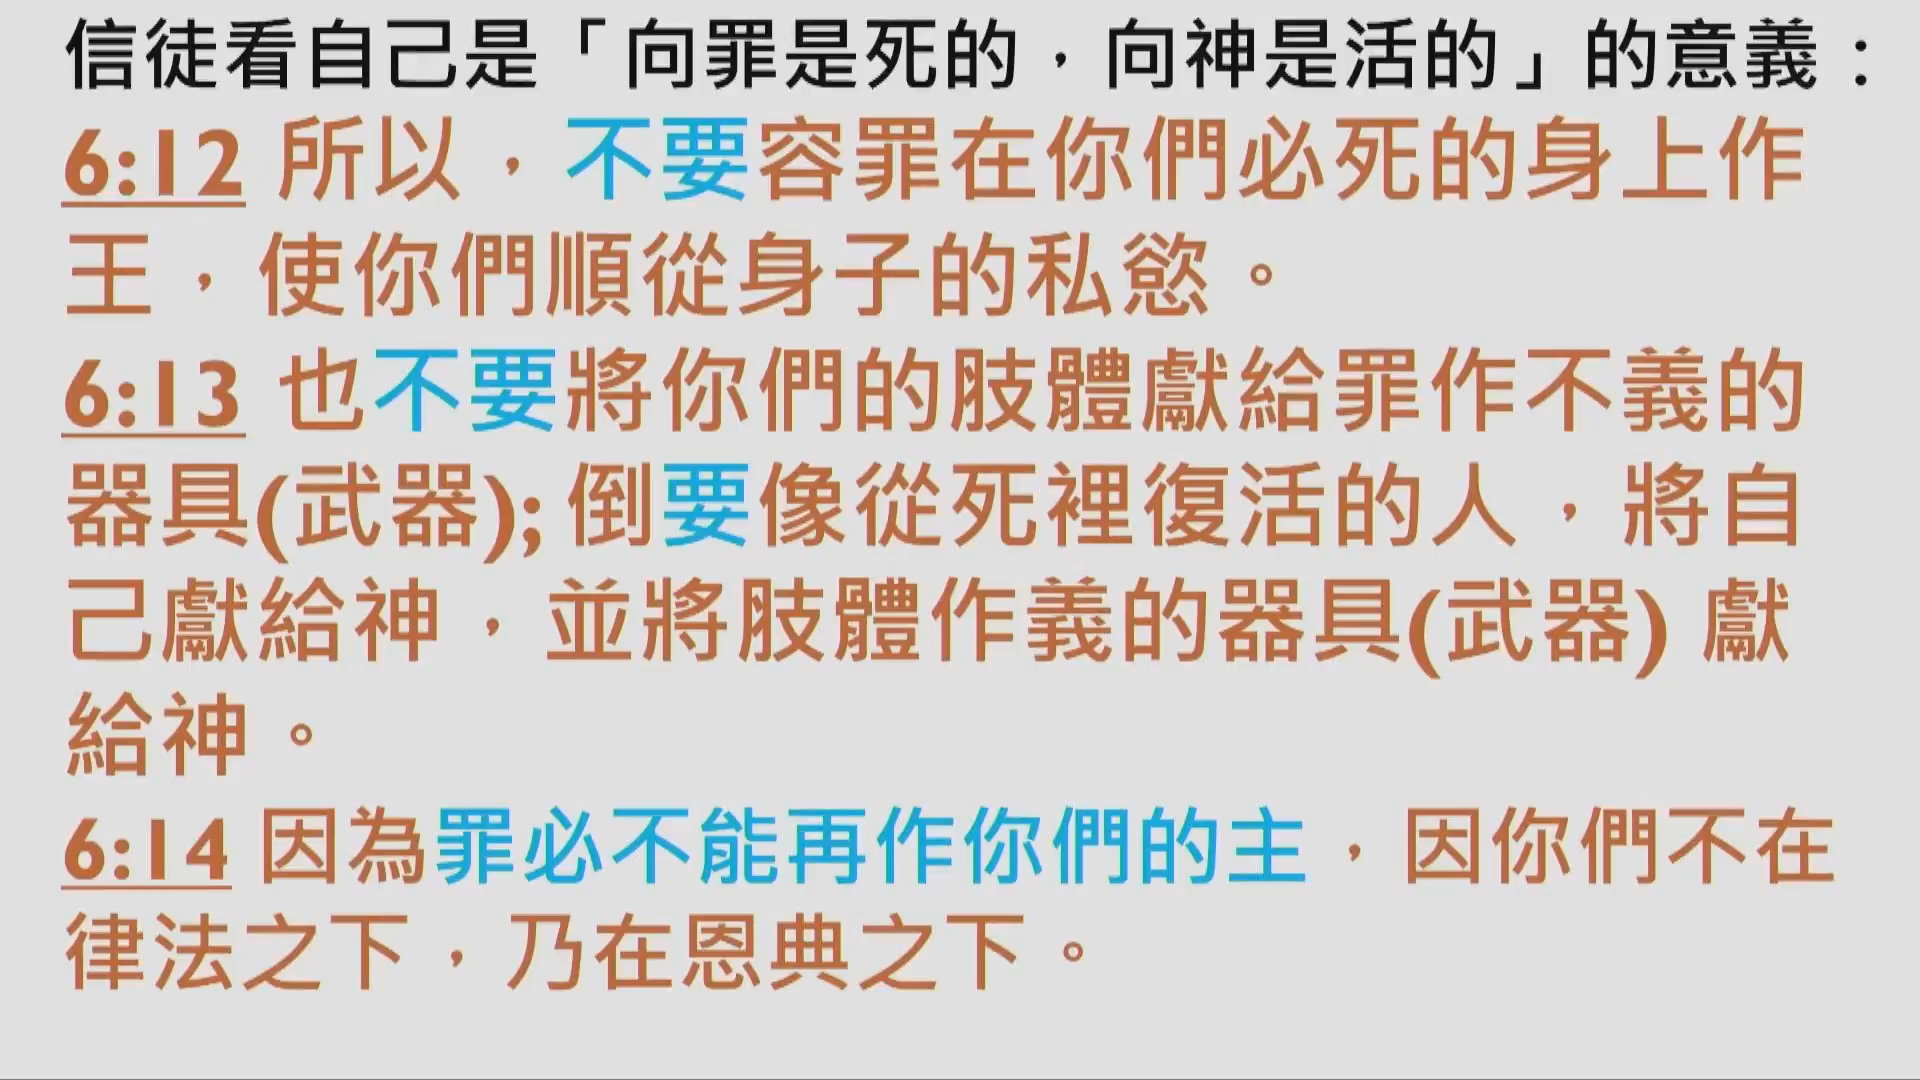 信徒看自己是「向罪是死的，向神是活的」的意義：
6:12 所以，不要容罪在你們必死的身上作
王，使你們順從身子的私慾。
6:13 也不要將你們的肢體獻給罪作不義的
器具(武器); 倒要像從死裡復活的人，將自
己獻給神，並將肢體作義的器具(武器) 獻
給神。
6:14 因為罪必不能再作你們的主，因你們不在
律法之下，乃在恩典之下。